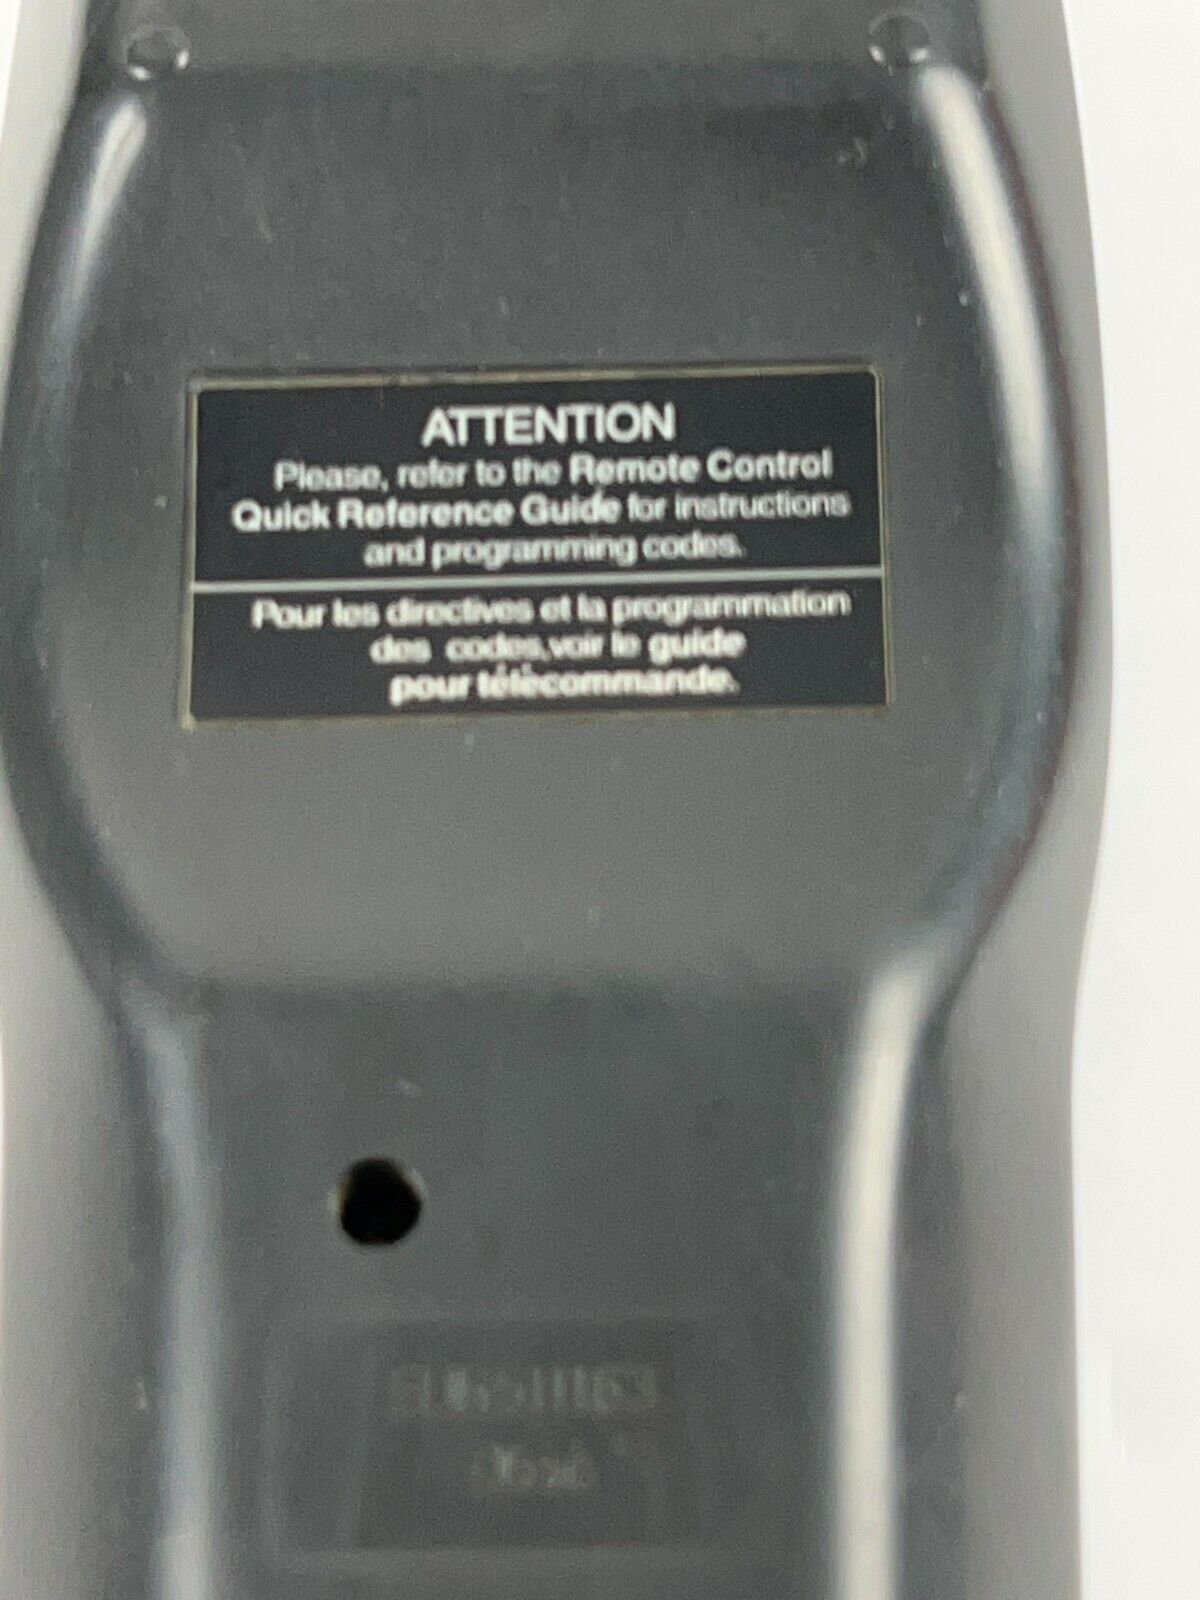 ATTENTION
Please, refer to the Remote Control
Quick Reference Guide for instructions
and programming codes.
Pour les directives et la programmation
des codes, voir le guide
pour télécommande.